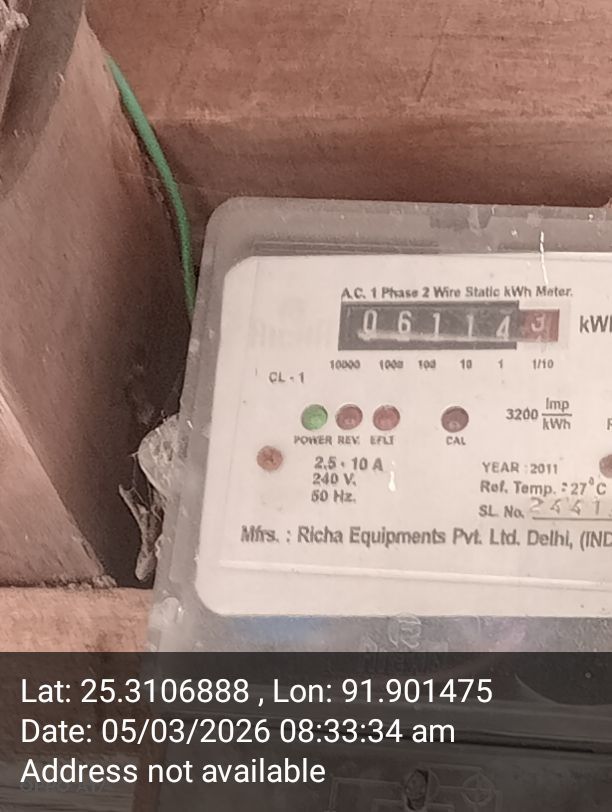 A.C. 1 Phase 2 Wire Static kWh Meter.
0 6 1 1 4 3
10000 1000 100 10 1 1/10
CL - 1
3200 Imp/kWh
POWER REV. EFLT CAL
2.5 - 10 A
240 V.
50 Hz.
YEAR : 2011
Ref. Temp. : 27°C
SL. No. 2441
Mfrs. : Richa Equipments Pvt. Ltd. Delhi,
Lat: 25.3106888 , Lon: 91.901475
Date: 05/03/2026 08:33:34 am
Address not available